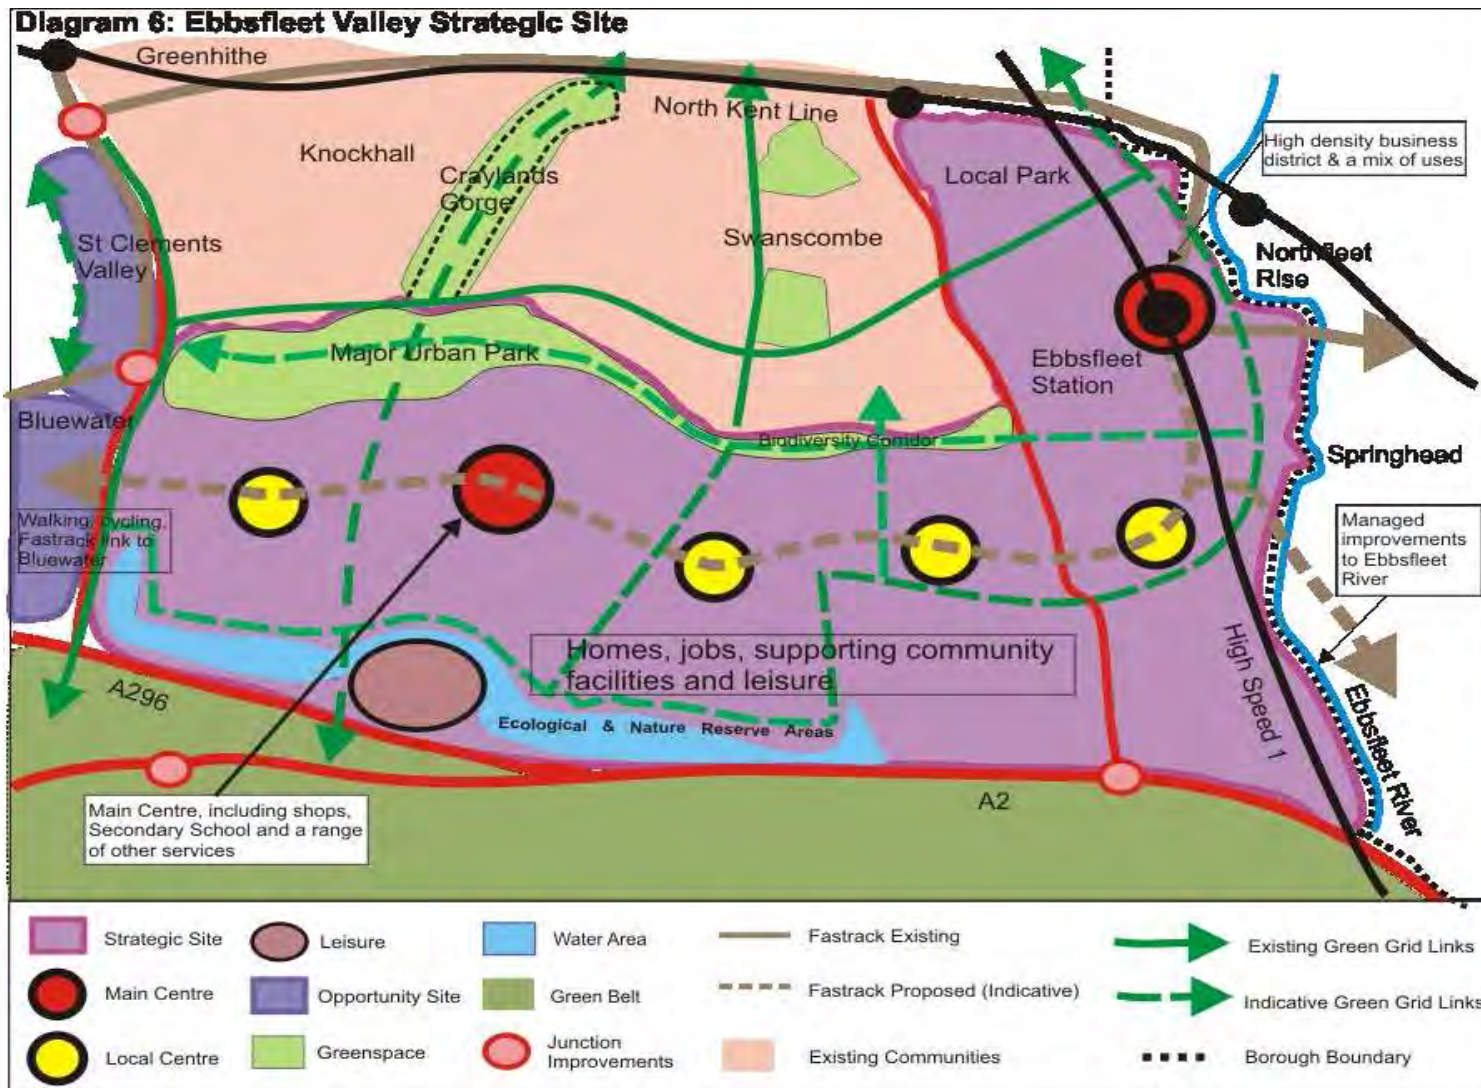 Diagram 6: Ebbsfleet Valley Strategic Site
Greenhithe
North Kent Line
High density business
district & a mix of uses
Knockhall
Craylands
Gorge
Local Park
St Clements
Valley
Swanscombe
Northfleet
Rise
Major Urban Park
Ebbsfleet
Station
Bluewater
Biodiversity Corridor
Springhead
Walking, cycling,
Fastrack link to
Bluewater
Managed
improvements
to Ebbsfleet
River
Homes, jobs, supporting community
facilities and leisure
High Speed 1
A296
Ecological & Nature Reserve Areas
Ebbsfleet River
Main Centre, including shops,
Secondary School and a range
of other services
A2
Strategic Site
Leisure
Water Area
Fastrack Existing
Existing Green Grid Links
Main Centre
Opportunity Site
Green Belt
Fastrack Proposed (Indicative)
Indicative Green Grid Links
Local Centre
Greenspace
Junction
Improvements
Existing Communities
Borough Boundary